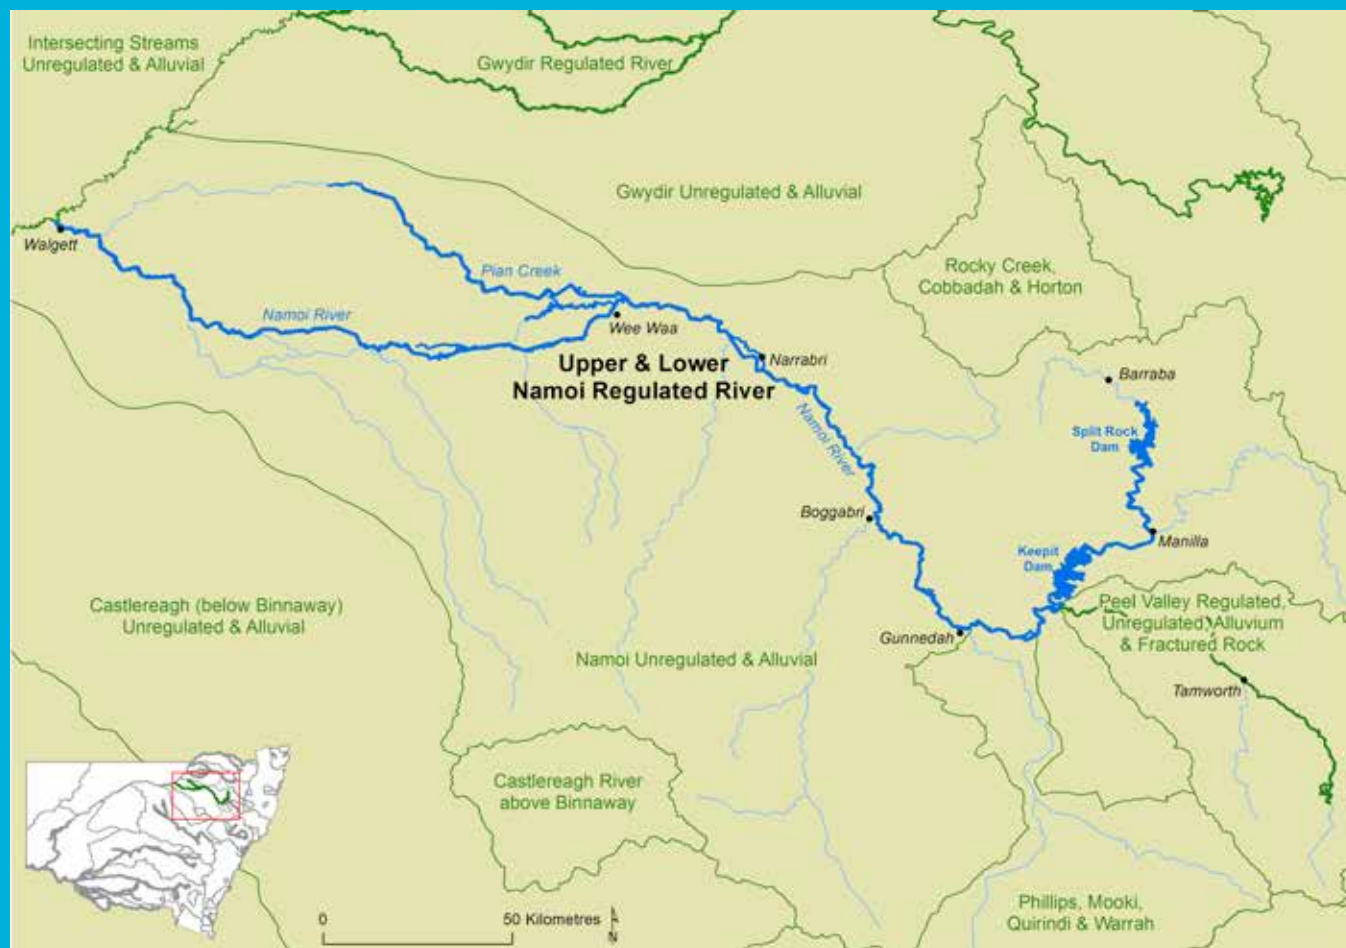 Intersecting Streams
Unregulated & Alluvial
Gwydir Regulated River
Gwydir Unregulated & Alluvial
Walgett
Pian Creek
Namoi River
Wee Waa
Rocky Creek,
Cobbadah & Horton
Upper & Lower
Namoi Regulated River
Narrabri
Barraba
Namoi River
Split Rock
Dam
Boggabri
Manilla
Keepit
Dam
Castlereagh (below Binnaway)
Unregulated & Alluvial
Peel Valley Regulated,
Unregulated, Alluvium
& Fractured Rock
Gunnedah
Namoi Unregulated & Alluvial
Tamworth
Castlereagh River
above Binnaway
Phillips, Mooki,
Quirindi & Warrah
0
50 Kilometres
N